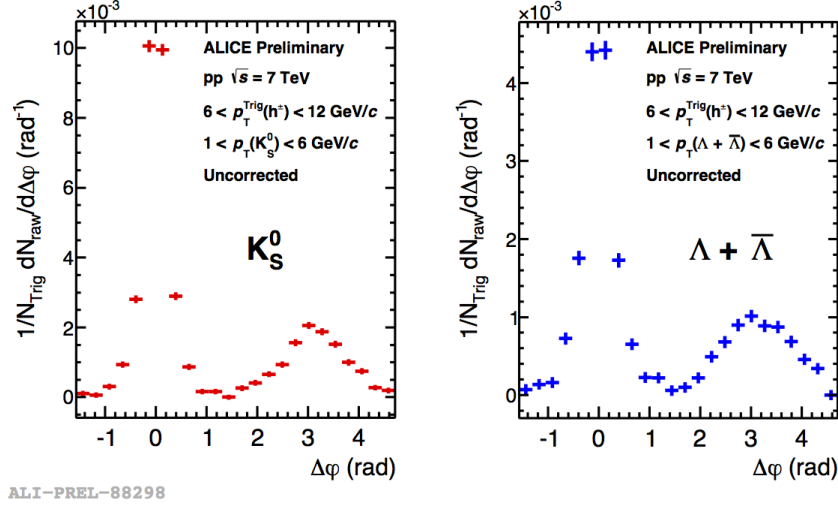 ×10⁻³
10
8
6
4
2
0
1/N_Trig dN_raw/dΔφ (rad⁻¹)
ALICE Preliminary
pp √s = 7 TeV
6 < p_T^Trig(h±) < 12 GeV/c
1 < p_T(K⁰_S) < 6 GeV/c
Uncorrected
K⁰_S
-1 0 1 2 3 4
Δφ (rad)
×10⁻³
4
2
0
1/N_Trig dN_raw/dΔφ (rad⁻¹)
ALICE Preliminary
pp √s = 7 TeV
6 < p_T^Trig(h±) < 12 GeV/c
1 < p_T(Λ + Λ̅) < 6 GeV/c
Uncorrected
Λ + Λ̅
-1 0 1 2 3 4
Δφ (rad)
ALI-PREL-88298